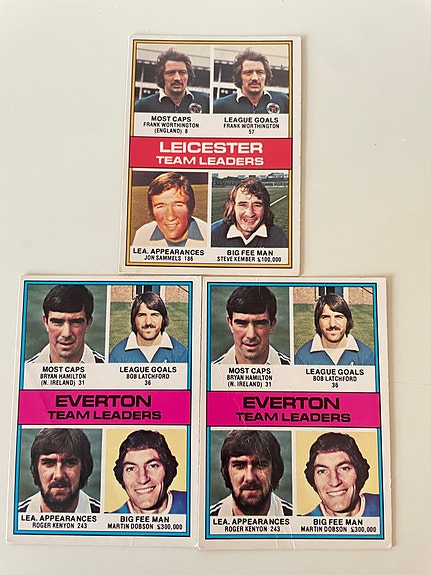 MOST CAPS
FRANK WORTHINGTON
(ENGLAND) 8
LEAGUE GOALS
FRANK WORTHINGTON
57
LEICESTER
TEAM LEADERS
LEA. APPEARANCES
JON SAMMELS 186
BIG FEE MAN
STEVE KEMBER £100,000
MOST CAPS
BRYAN HAMILTON
(N. IRELAND) 31
LEAGUE GOALS
BOB LATCHFORD
36
EVERTON
TEAM LEADERS
LEA. APPEARANCES
ROGER KENYON 243
BIG FEE MAN
MARTIN DOBSON £300,000
MOST CAPS
BRYAN HAMILTON
(N. IRELAND) 31
LEAGUE GOALS
BOB LATCHFORD
36
EVERTON
TEAM LEADERS
LEA. APPEARANCES
ROGER KENYON 243
BIG FEE MAN
MARTIN DOBSON £300,000